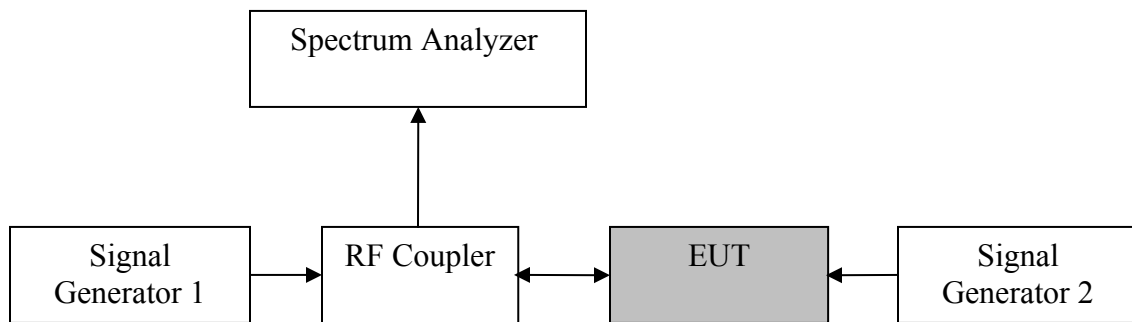 Spectrum Analyzer
Signal
Generator 1
RF Coupler
EUT
Signal
Generator 2